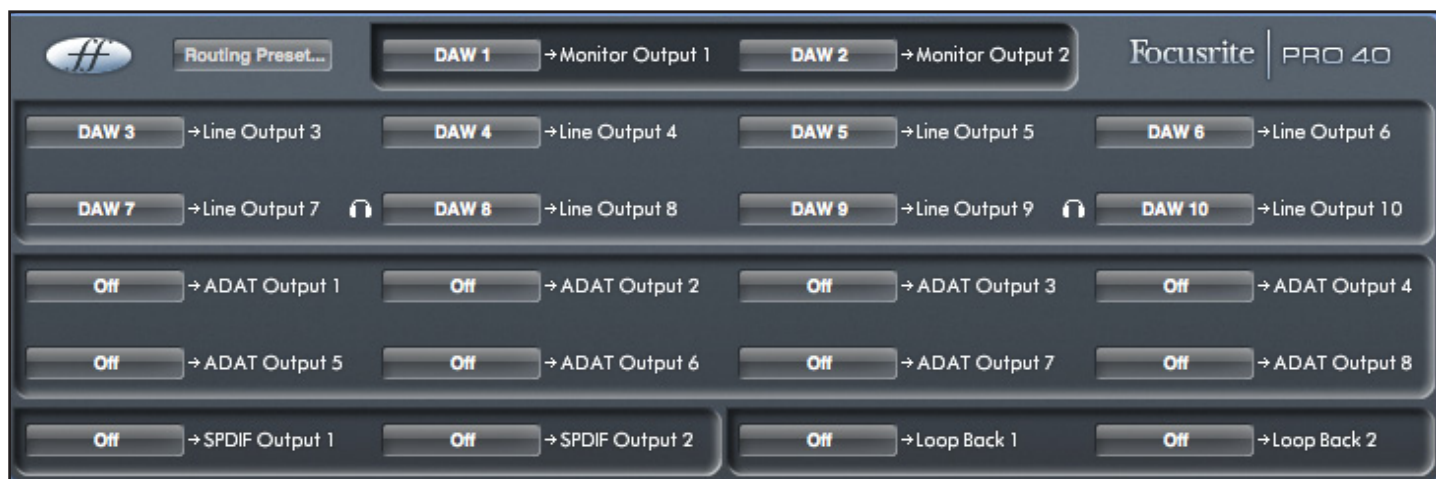 ff Routing Preset... DAW 1 →Monitor Output 1 DAW 2 →Monitor Output 2 Focusrite | PRO 40
DAW 3 →Line Output 3 DAW 4 →Line Output 4 DAW 5 →Line Output 5 DAW 6 →Line Output 6
DAW 7 →Line Output 7 DAW 8 →Line Output 8 DAW 9 →Line Output 9 DAW 10 →Line Output 10
Off →ADAT Output 1 Off →ADAT Output 2 Off →ADAT Output 3 Off →ADAT Output 4
Off →ADAT Output 5 Off →ADAT Output 6 Off →ADAT Output 7 Off →ADAT Output 8
Off →SPDIF Output 1 Off →SPDIF Output 2 Off →Loop Back 1 Off →Loop Back 2